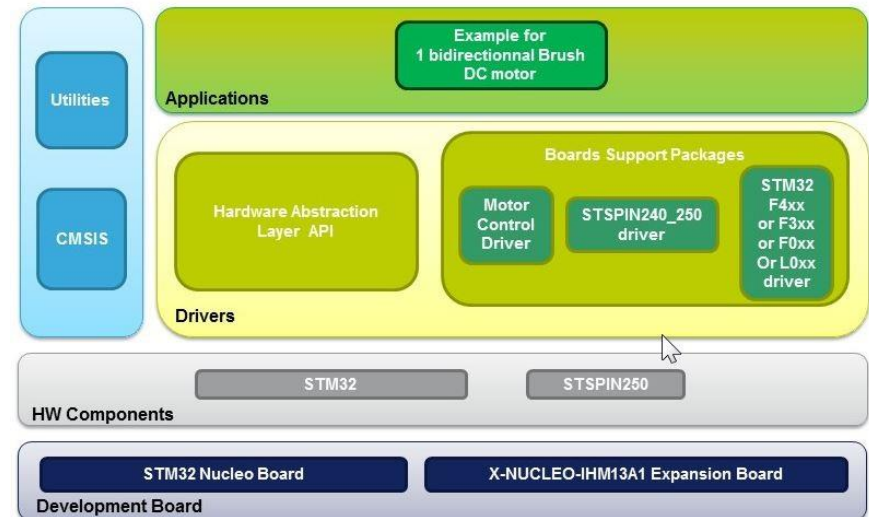 Utilities
CMSIS
Example for
1 bidirectionnal Brush
DC motor
Applications
Hardware Abstraction
Layer API
Boards Support Packages
Motor
Control
Driver
STSPIN240_250
driver
STM32
F4xx
or F3xx
or F0xx
Or L0xx
driver
Drivers
STM32
STSPIN250
HW Components
STM32 Nucleo Board
X-NUCLEO-IHM13A1 Expansion Board
Development Board